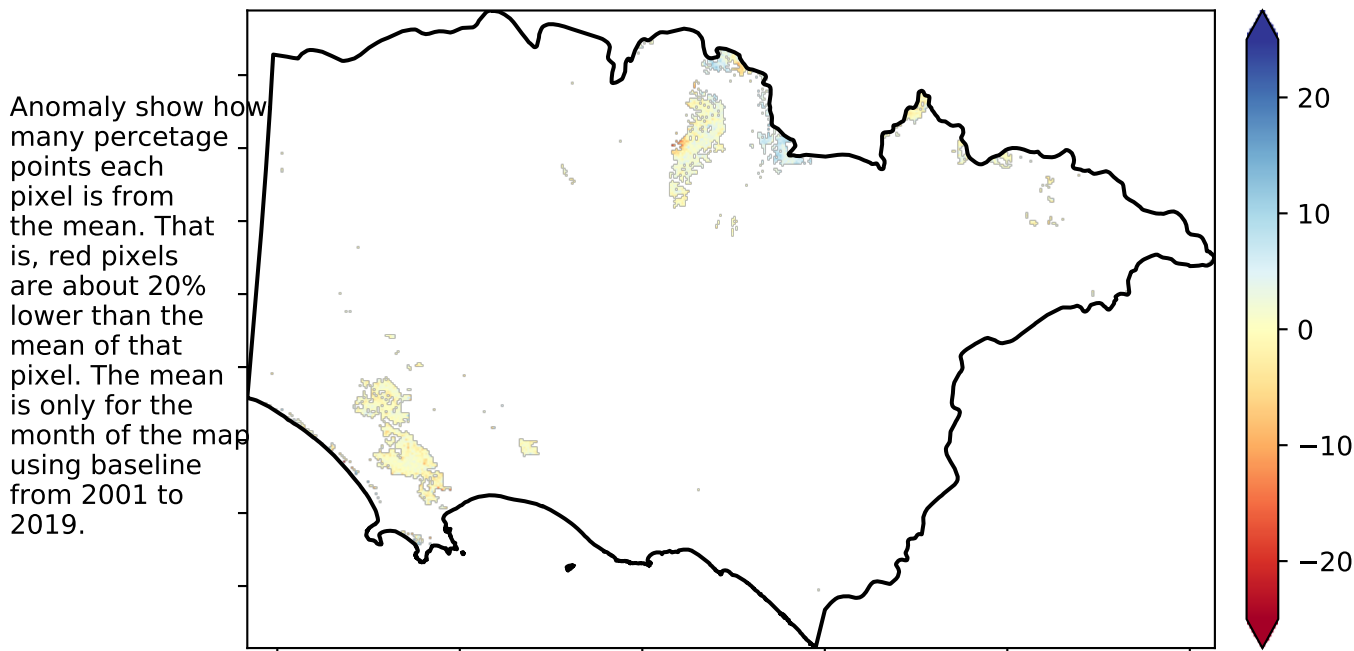 Anomaly show how
many percetage
points each
pixel is from
the mean. That
is, red pixels
are about 20%
lower than the
mean of that
pixel. The mean
is only for the
month of the map
using baseline
from 2001 to
2019.
20
10
0
−10
−20